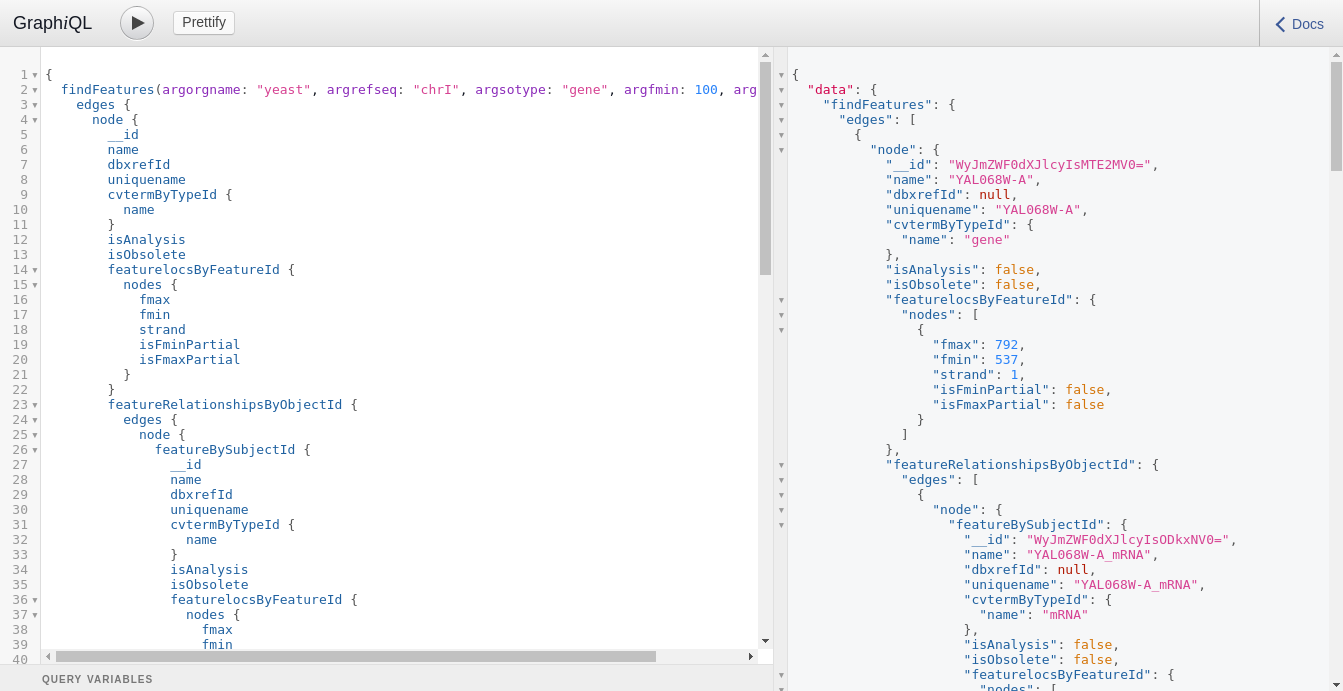 GraphiQL
Prettify
Docs
1 {
2 findFeatures(argorgname: "yeast", argrefseq: "chrI", argsotype: "gene", argfmin: 100, arg
3 edges {
4 node {
5 __id
6 name
7 dbxrefId
8 uniquename
9 cvtermByTypeId {
10 name
11 }
12 isAnalysis
13 isObsolete
14 featurelocsByFeatureId {
15 nodes {
16 fmax
17 fmin
18 strand
19 isFminPartial
20 isFmaxPartial
21 }
22 }
23 featureRelationshipsByObjectId {
24 edges {
25 node {
26 featureBySubjectId {
27 __id
28 name
29 dbxrefId
30 uniquename
31 cvtermByTypeId {
32 name
33 }
34 isAnalysis
35 isObsolete
36 featurelocsByFeatureId {
37 nodes {
38 fmax
39 fmin
40
QUERY VARIABLES
{
"data": {
"findFeatures": {
"edges": [
{
"node": {
"__id": "WyJmZWF0dXJlcyIsMTE2MV0=",
"name": "YAL068W-A",
"dbxrefId": null,
"uniquename": "YAL068W-A",
"cvtermByTypeId": {
"name": "gene"
},
"isAnalysis": false,
"isObsolete": false,
"featurelocsByFeatureId": {
"nodes": [
{
"fmax": 792,
"fmin": 537,
"strand": 1,
"isFminPartial": false,
"isFmaxPartial": false
}
]
},
"featureRelationshipsByObjectId": {
"edges": [
{
"node": {
"featureBySubjectId": {
"__id": "WyJmZWF0dXJlcyIsODkxNV0=",
"name": "YAL068W-A_mRNA",
"dbxrefId": null,
"uniquename": "YAL068W-A_mRNA",
"cvtermByTypeId": {
"name": "mRNA"
},
"isAnalysis": false,
"isObsolete": false,
"featurelocsByFeatureId": {
"nodes": [